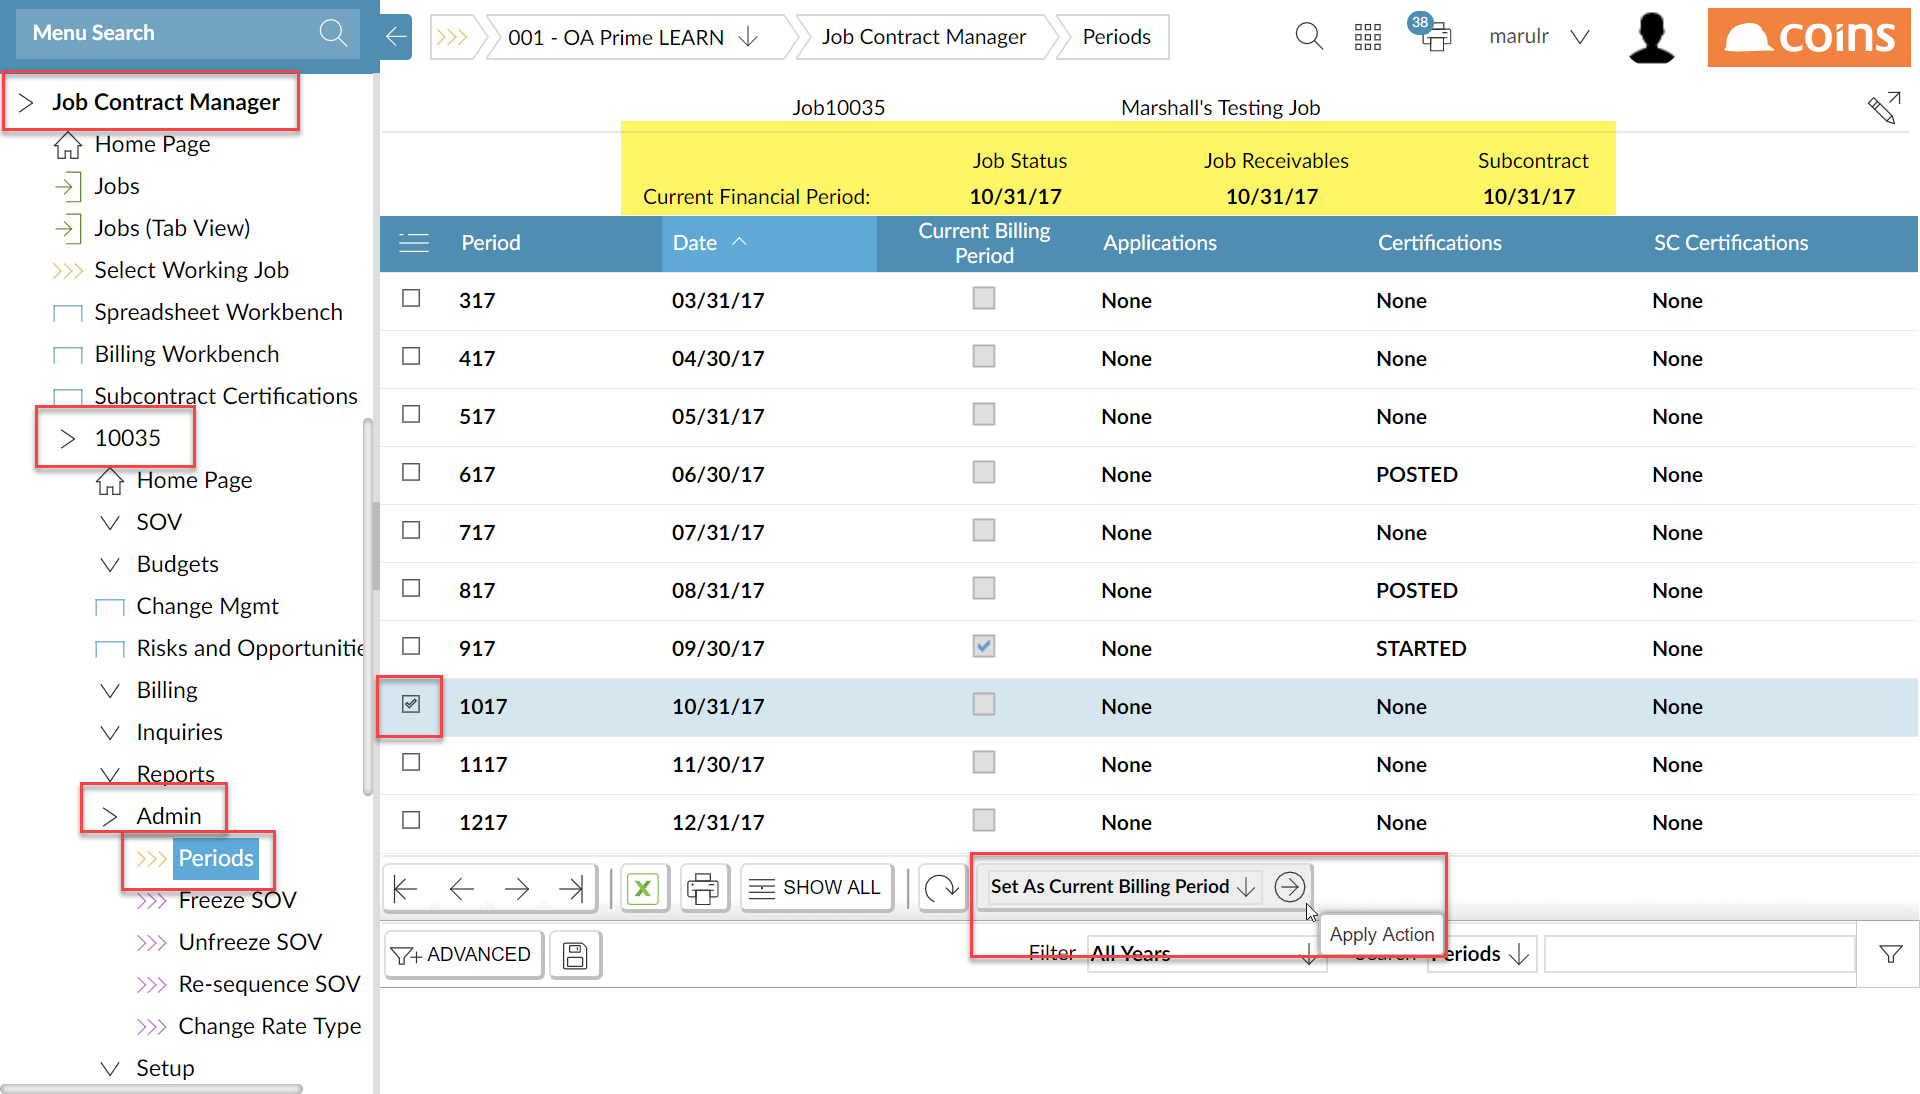 Menu Search
001 - OA Prime LEARN
Job Contract Manager
Periods
38
marulr
coins
Job Contract Manager
Home Page
Jobs
Jobs (Tab View)
Select Working Job
Spreadsheet Workbench
Billing Workbench
Subcontract Certifications
10035
Home Page
SOV
Budgets
Change Mgmt
Risks and Opportunitie
Billing
Inquiries
Reports
Admin
Periods
Freeze SOV
Unfreeze SOV
Re-sequence SOV
Change Rate Type
Setup
Job10035 Marshall's Testing Job
Job Status Job Receivables Subcontract
Current Financial Period: 10/31/17 10/31/17 10/31/17
Period Date Current Billing Period Applications Certifications SC Certifications
317 03/31/17 None None None
417 04/30/17 None None None
517 05/31/17 None None None
617 06/30/17 None POSTED None
717 07/31/17 None None None
817 08/31/17 None POSTED None
917 09/30/17 None STARTED None
1017 10/31/17 None None None
1117 11/30/17 None None None
1217 12/31/17 None None None
X SHOW ALL Set As Current Billing Period
Apply Action
ADVANCED Filter All Years Search Periods